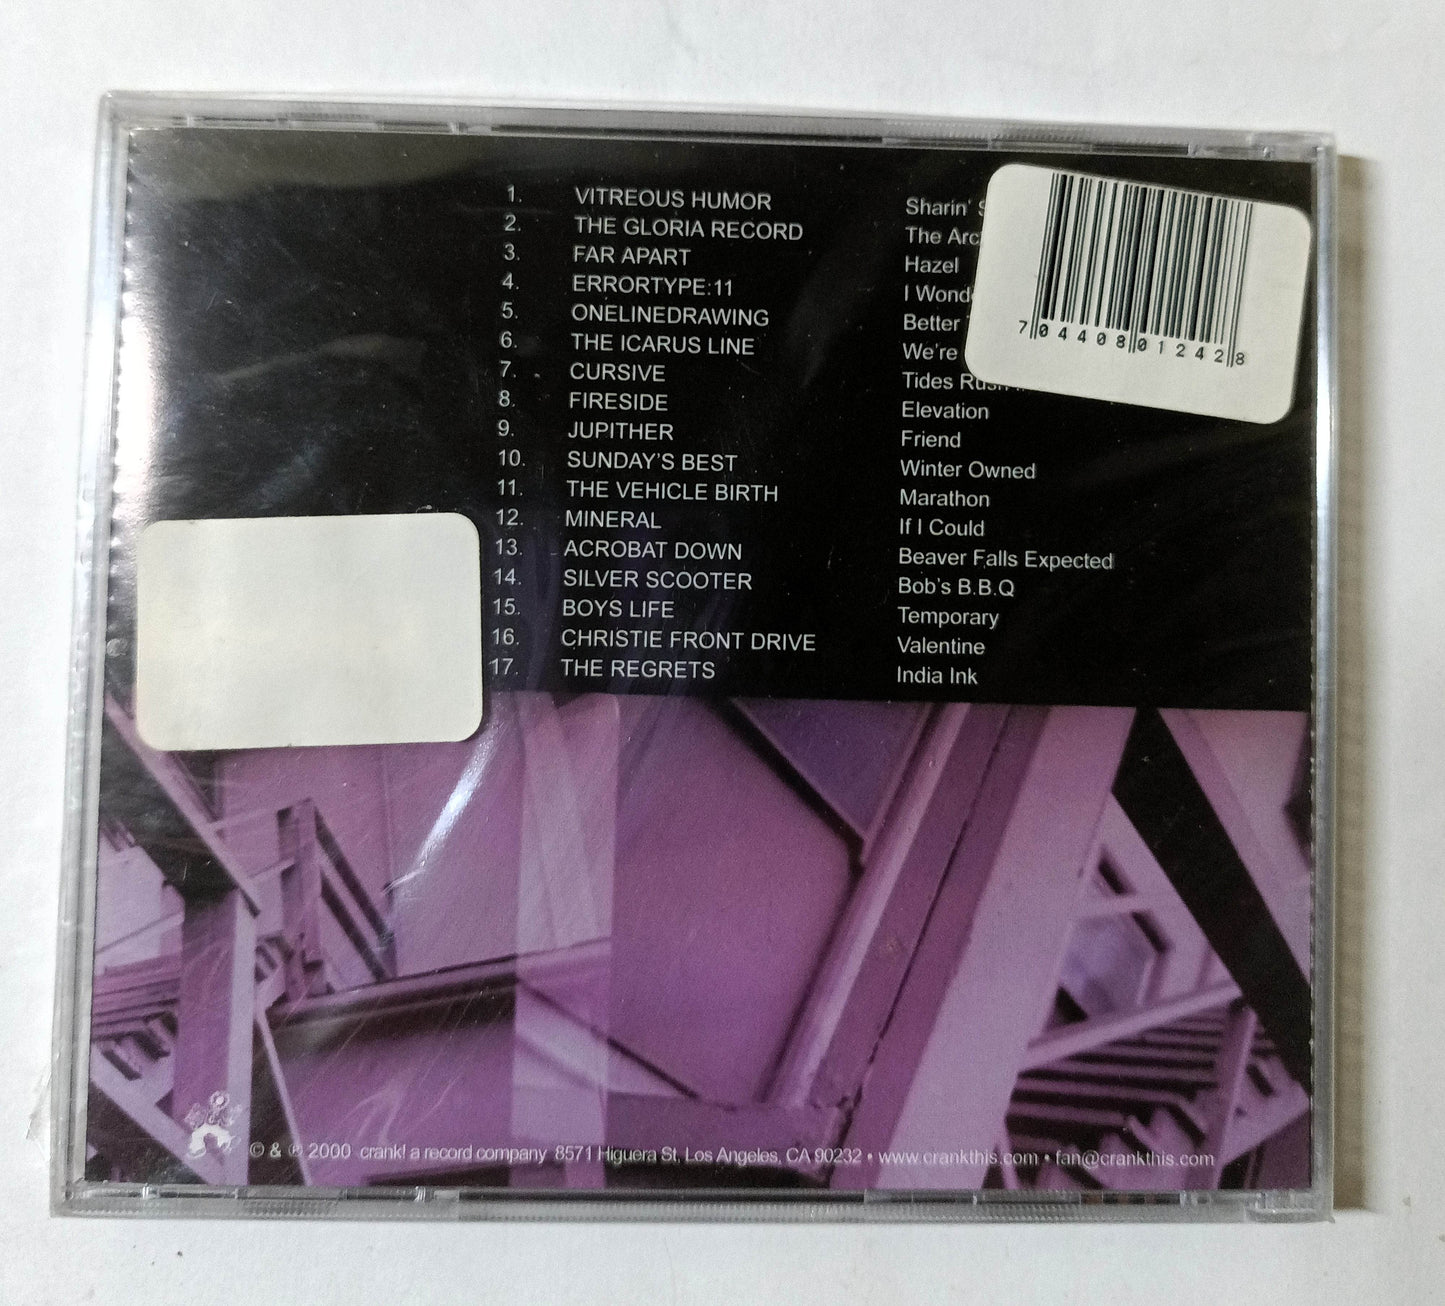 1. VITREOUS HUMOR Sharin'
2. THE GLORIA RECORD The
3. FAR APART Hazel
4. ERRORTYPE:11 I
5. ONELINEDRAWING Better
6. THE ICARUS LINE We're
7. CURSIVE Tides
8. FIRESIDE Elevation
9. JUPITHER Friend
10. SUNDAY'S BEST Winter Owned
11. THE VEHICLE BIRTH Marathon
12. MINERAL If I Could
13. ACROBAT DOWN Beaver Falls Expected
14. SILVER SCOOTER Bob's B.B.Q
15. BOYS LIFE Temporary
16. CHRISTIE FRONT DRIVE Valentine
17. THE REGRETS India Ink
7 04408 01242 8
© & ℗ 2000 crank! a record company 8571 Higuera St, Los Angeles, CA 90232 • www.crankthis.com • fan@crankthis.com